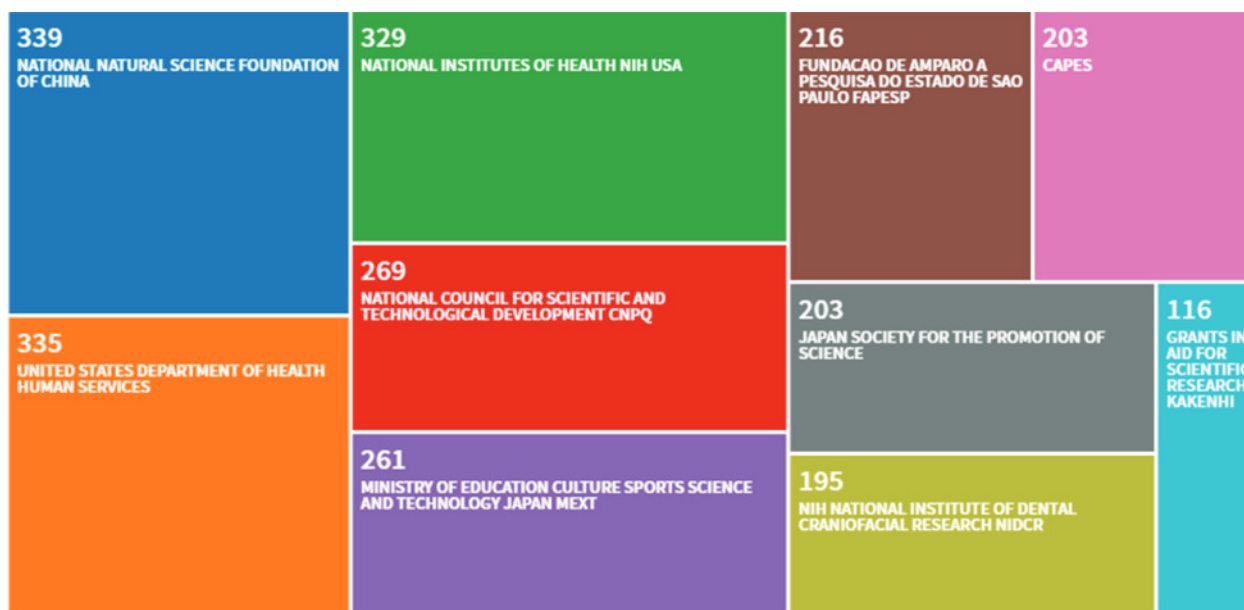 339
NATIONAL NATURAL SCIENCE FOUNDATION
OF CHINA
335
UNITED STATES DEPARTMENT OF HEALTH
HUMAN SERVICES
329
NATIONAL INSTITUTES OF HEALTH NIH USA
269
NATIONAL COUNCIL FOR SCIENTIFIC AND
TECHNOLOGICAL DEVELOPMENT CNPQ
261
MINISTRY OF EDUCATION CULTURE SPORTS SCIENCE
AND TECHNOLOGY JAPAN MEXT
216
FUNDACAO DE AMPARO A
PESQUISA DO ESTADO DE SAO
PAULO FAPESP
203
CAPES
203
JAPAN SOCIETY FOR THE PROMOTION OF
SCIENCE
195
NIH NATIONAL INSTITUTE OF DENTAL
CRANIOFACIAL RESEARCH NIDCR
116
GRANTS IN
AID FOR
SCIENTIFIC
RESEARCH
KAKENHI